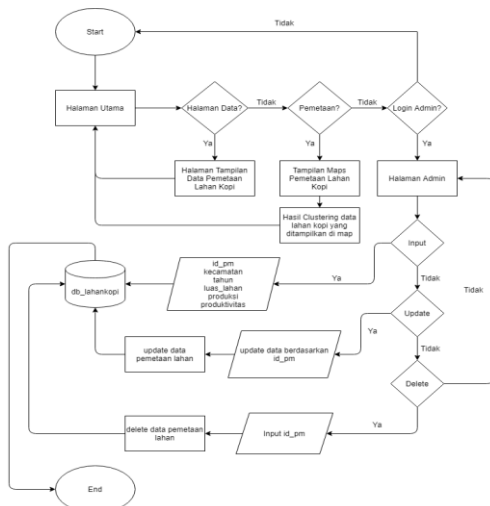 Start
Tidak
Halaman Utama
Halaman Data?
Tidak
Pemetaan?
Tidak
Login Admin?
Ya
Ya
Ya
Halaman Tampilan
Data Pemetaan
Lahan Kopi
Tampilan Maps
Pemetaan Lahan
Kopi
Halaman Admin
Hasil Clustering data
lahan kopi yang
ditampilkan di map
Input
Ya
Tidak
id_pm
kecamatan
tahun
luas_lahan
produksi
produktivitas
db_lahankopi
Tidak
Update
Ya
Tidak
update data
pemetaan lahan
update data berdasarkan
id_pm
Delete
Ya
delete data pemetaan
lahan
Input id_pm
End